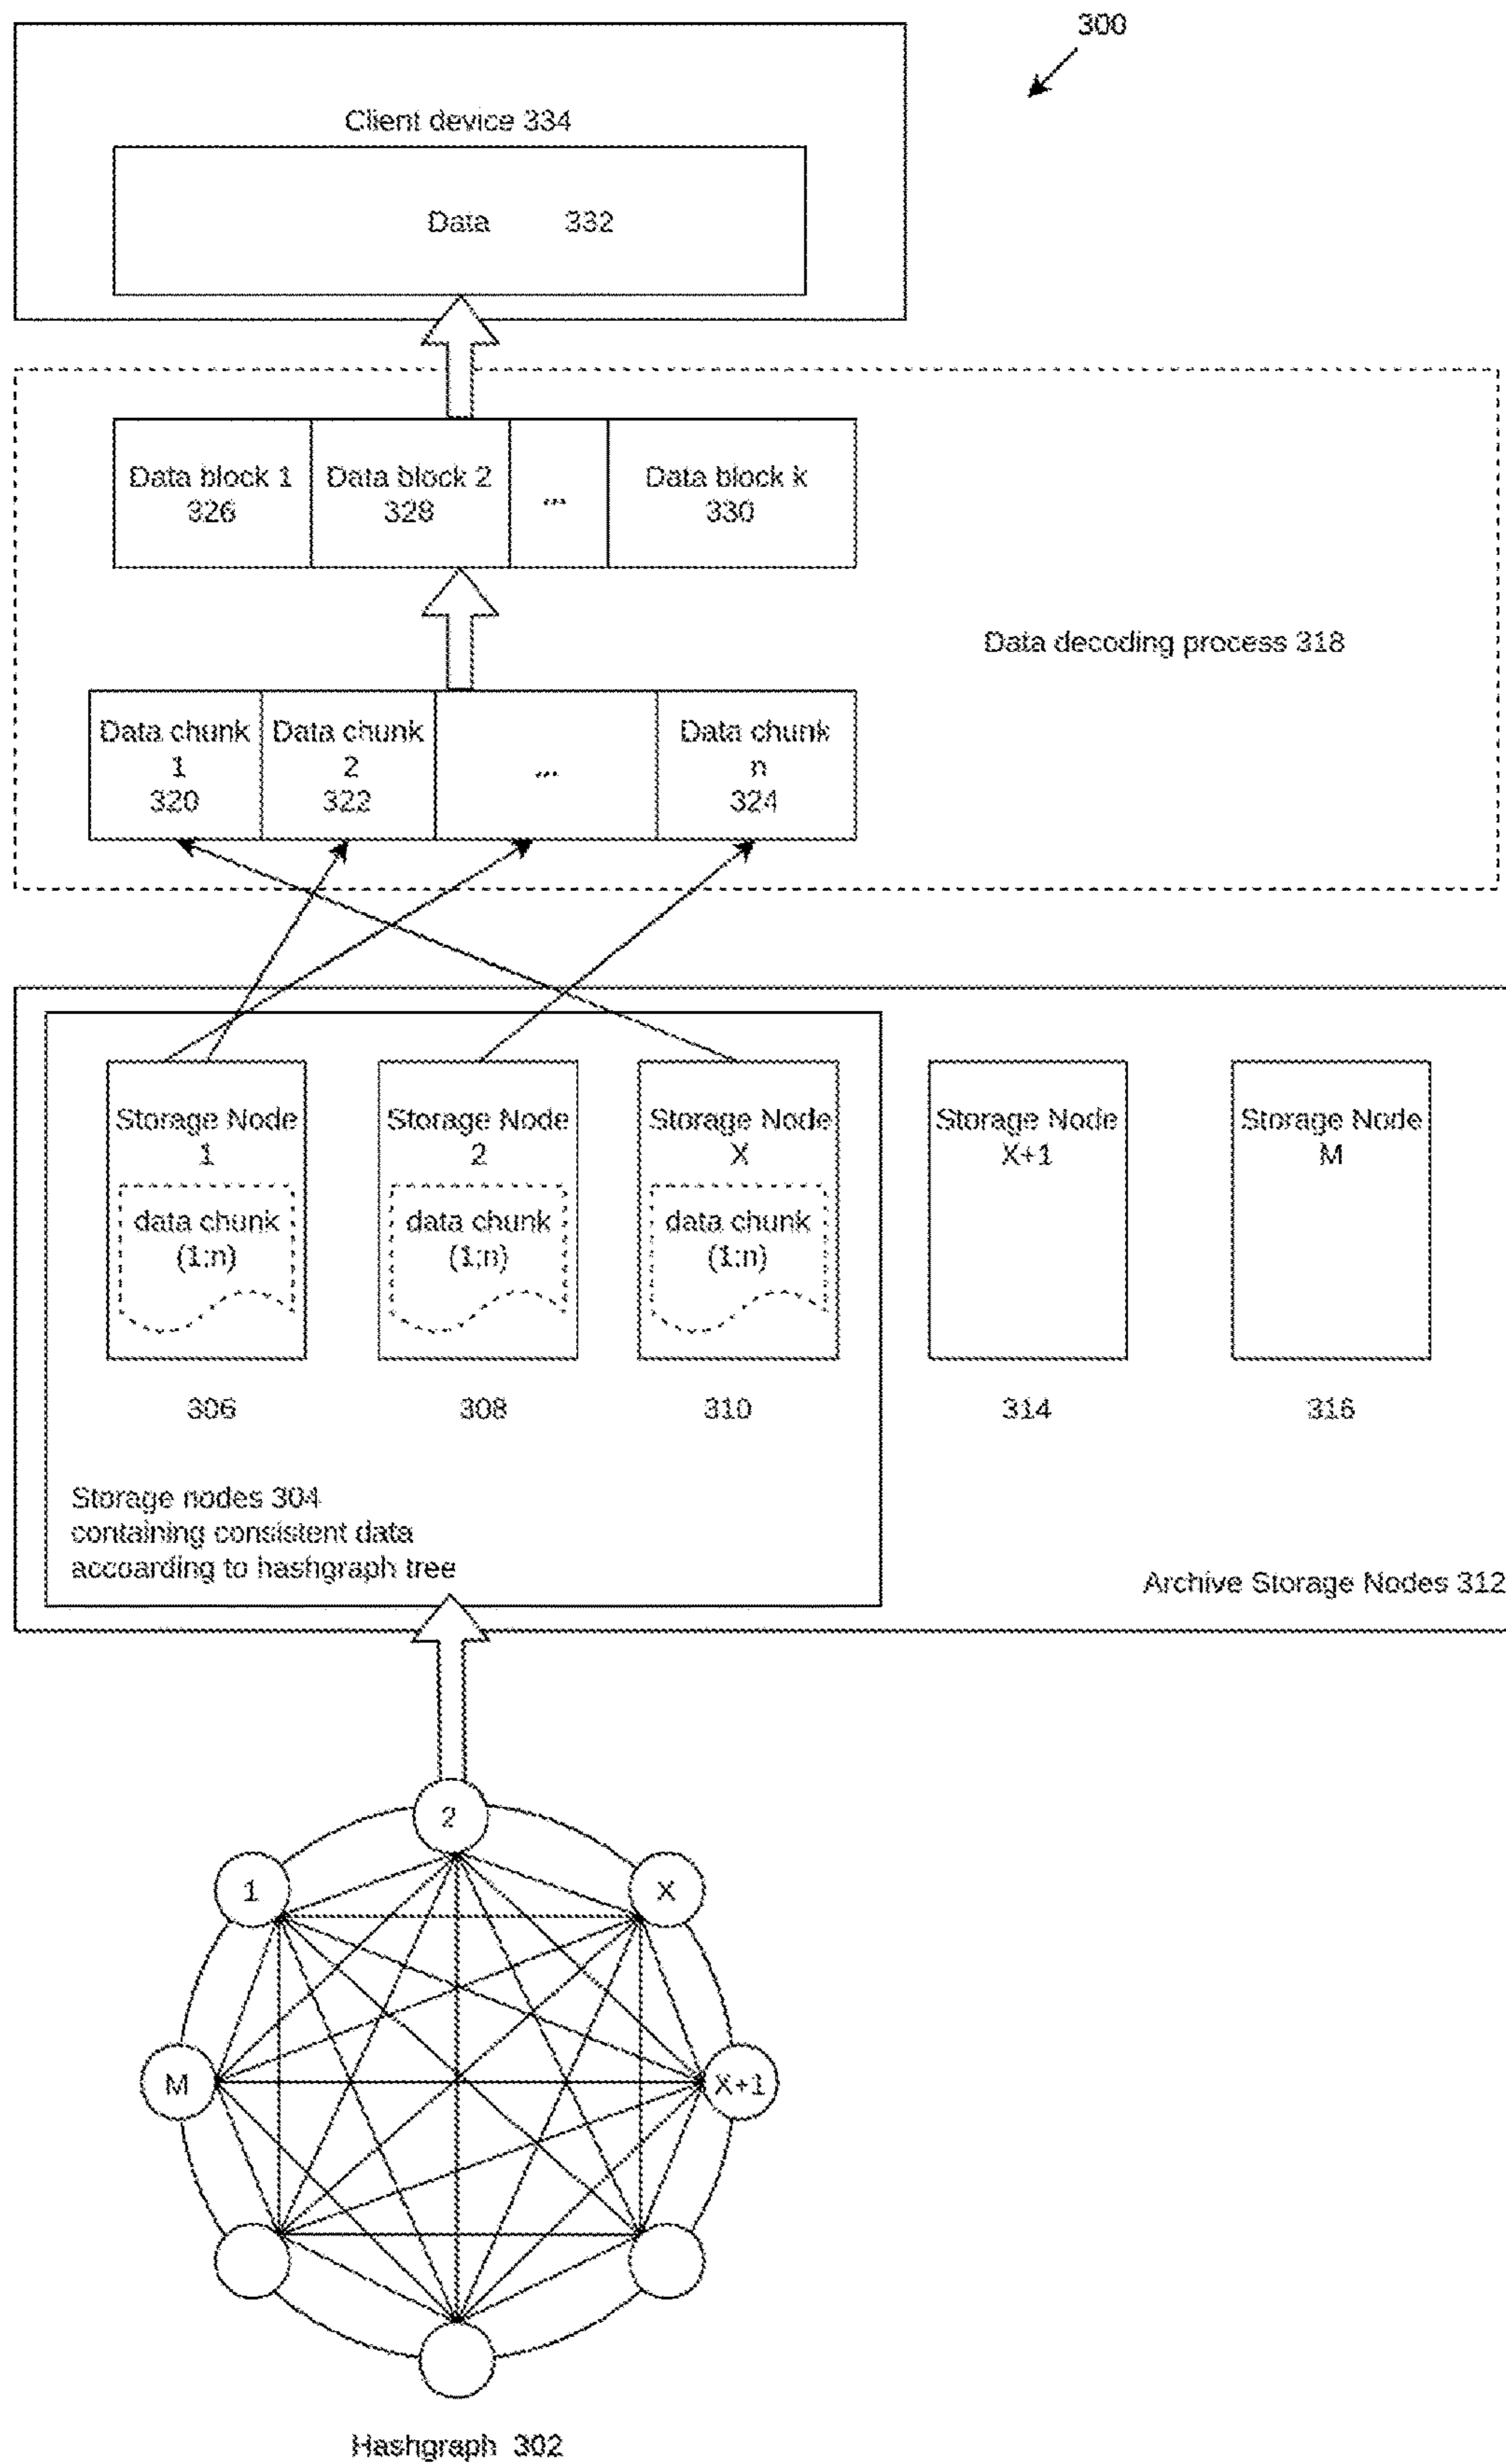 300
Client device 334
Data 332
Data block 1
326
Data block 2
328
...
Data block k
330
Data decoding process 318
Data chunk
1
320
Data chunk
2
322
...
Data chunk
n
324
Storage Node
1
data chunk
(1:n)
306
Storage Node
2
data chunk
(1:n)
308
Storage Node
X
data chunk
(1:n)
310
Storage Node
X+1
314
Storage Node
M
316
Storage nodes 304
containing consistent data
accoarding to hashgraph tree
Archive Storage Nodes 312
2
1
X
M
X+1
Hashgraph 302